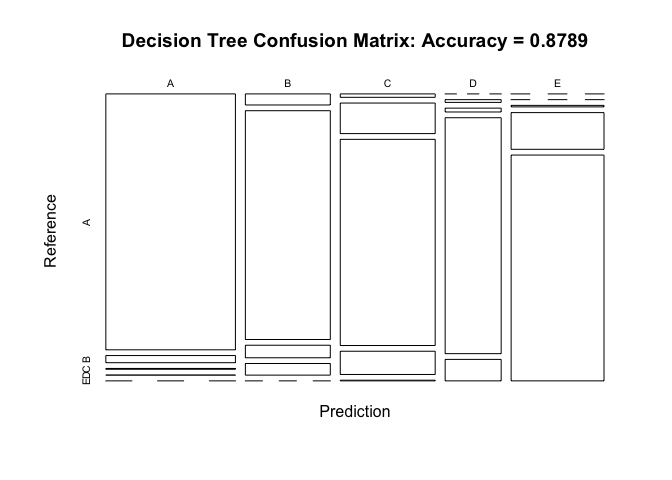 Decision Tree Confusion Matrix: Accuracy = 0.8789
A B C D E
Reference
A
EDC B
Prediction